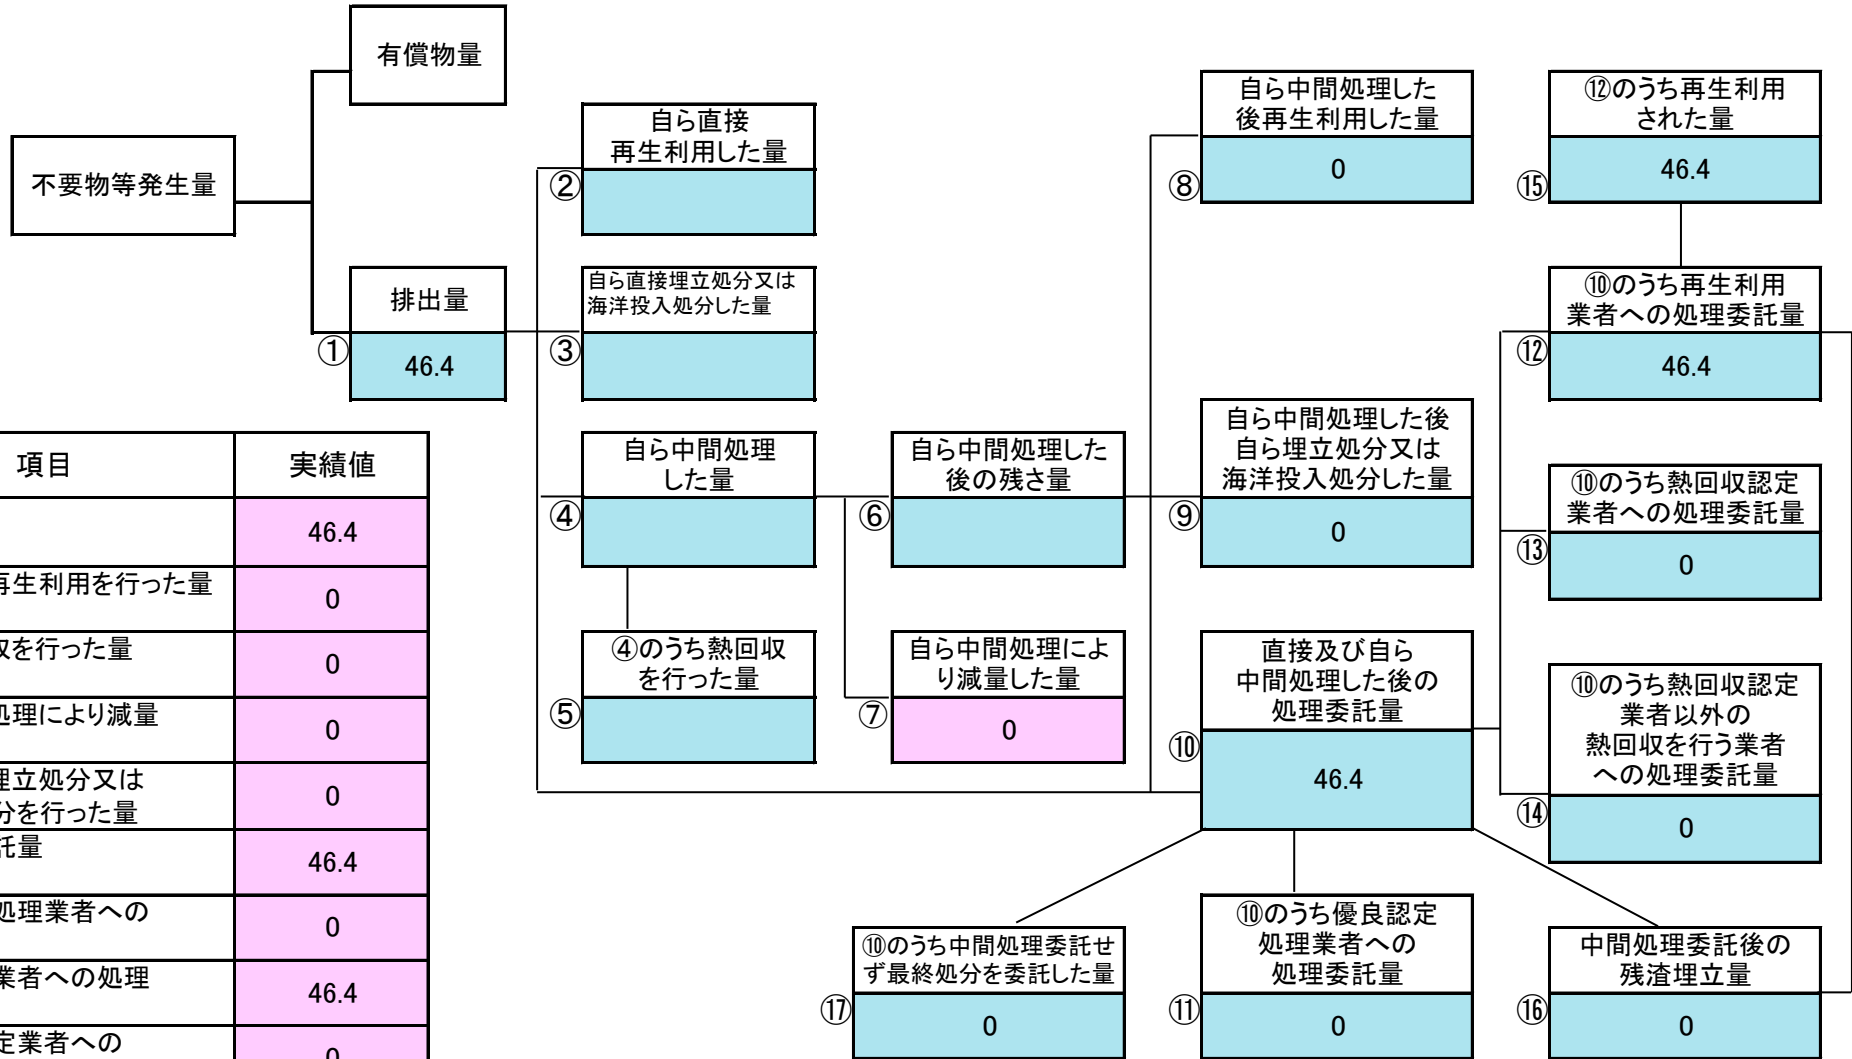 有償物量
不要物等発生量
排出量
①
46.4
自ら直接
再生利用した量
②
自ら直接埋立処分又は
海洋投入処分した量
③
自ら中間処理
した量
④
④のうち熱回収
を行った量
⑤
自ら中間処理した
後の残さ量
⑥
自ら中間処理によ
り減量した量
⑦
0
自ら中間処理した
後再生利用した量
⑧
0
自ら中間処理した後
自ら埋立処分又は
海洋投入処分した量
⑨
0
直接及び自ら
中間処理した後の
処理委託量
⑩
46.4
⑫のうち再生利用
された量
⑮
46.4
⑩のうち再生利用
業者への処理委託量
⑫
46.4
⑩のうち熱回収認定
業者への処理委託量
⑬
0
⑩のうち熱回収認定
業者以外の
熱回収を行う業者
への処理委託量
⑭
0
⑩のうち中間処理委託せ
ず最終処分を委託した量
⑰
0
⑩のうち優良認定
処理業者への
処理委託量
⑪
0
中間処理委託後の
残渣埋立量
⑯
0
項目 実績値
46.4
再生利用を行った量 0
を行った量 0
処理により減量 0
埋立処分又は
分を行った量 0
託量 46.4
処理業者への 0
業者への処理 46.4
定業者への 0